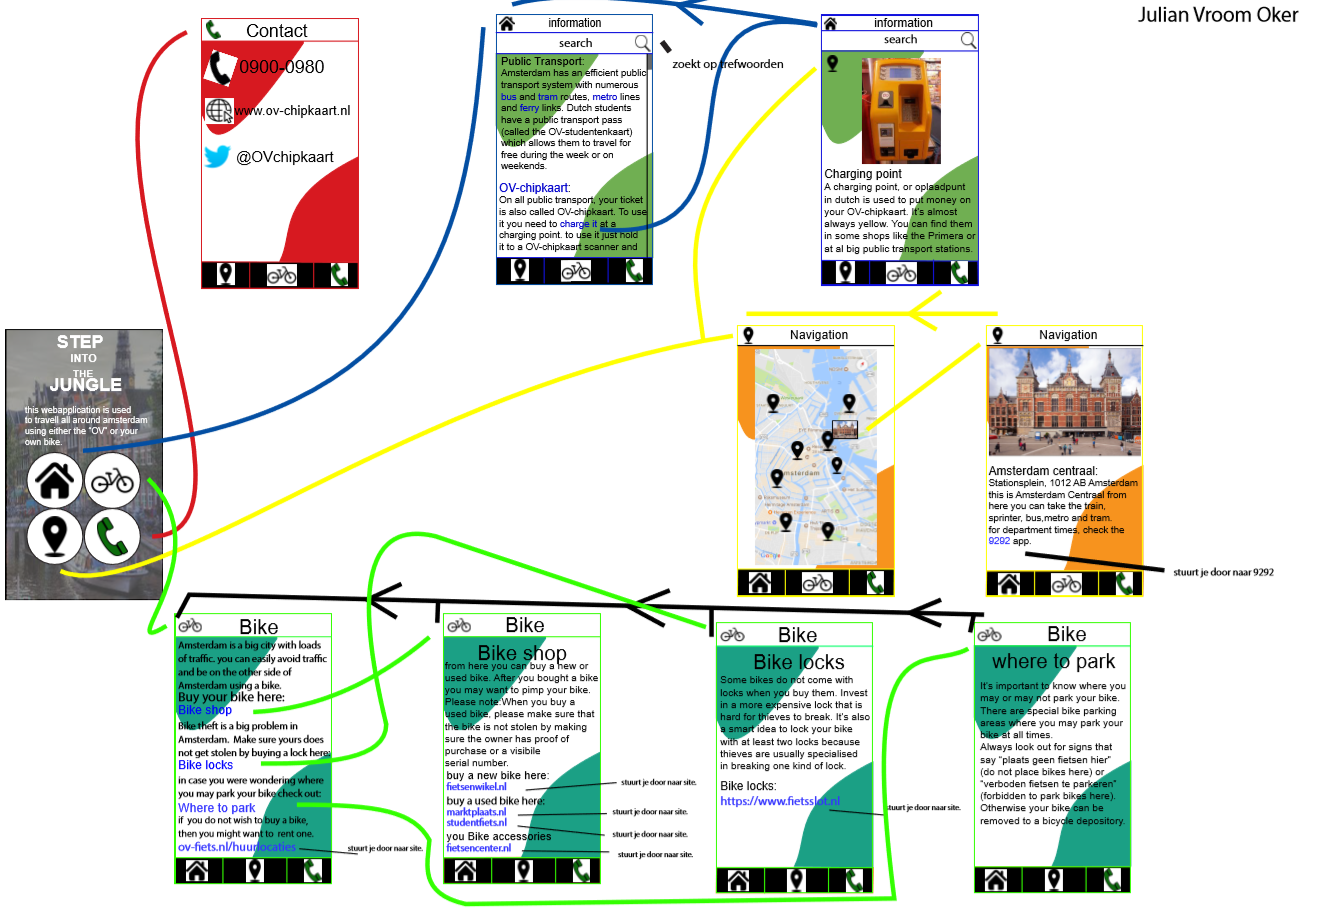 Julian Vroom Oker
Contact
0900-0980
www.ov-chipkaart.nl
@OVchipkaart
information
search
Public Transport:
Amsterdam has an efficient public
transport system with numerous
bus and tram routes, metro lines
and ferry links. Dutch students
have a public transport pass
(called the OV-studentenkaart)
which allows them to travel for
free during the week or on
weekends.
OV-chipkaart:
On all public transport, your ticket
is also called OV-chipkaart. To use
it you need to charge it at a
charging point. to use it just hold
it to a OV-chipkaart scanner and
zoekt op trefwoorden
information
search
Charging point
A charging point, or oplaadpunt
in dutch is used to put money on
your OV-chipkaart. It's almost
always yellow. You can find them
in some shops like the Primera or
at al big public transport stations.
STEP
INTO
THE
JUNGLE
this webapplication is used
to travell all around amsterdam
using either the "OV" or your
own bike.
Navigation
Navigation
Amsterdam centraal:
Stationsplein, 1012 AB Amsterdam
this is Amsterdam Centraal from
here you can take the train,
sprinter, bus,metro and tram.
for department times, check the
9292 app.
stuurt je door naar 9292
Bike
Amsterdam is a big city with loads
of traffic. you can easily avoid traffic
and be on the other side of
Amsterdam using a bike.
Buy your bike here:
Bike shop
Bike theft is a big problem in
Amsterdam. Make sure yours does
not get stolen by buying a lock here:
Bike locks
in case you were wondering where
you may park your bike check out:
Where to park
if you do not wish to buy a bike,
then you might want to rent one.
ov-fiets.nl/huurlocaties
stuurt je door naar site.
Bike
Bike shop
from here you can buy a new or
used bike. After you bought a bike
you may want to pimp your bike.
Please note:When you buy a
used bike, please make sure that
the bike is not stolen by making
sure the owner has proof of
purchase or a visible
serial number.
buy a new bike here:
fietsenwikel.nl
buy a used bike here:
marktplaats.nl
studentfiets.nl
you Bike accessories
fietsencenter.nl
stuurt je door naar site.
stuurt je door naar site.
stuurt je door naar site.
stuurt je door naar site.
Bike
Bike locks
Some bikes do not come with
locks when you buy them. Invest
in a more expensive lock that is
hard for thieves to break. It's also
a smart idea to lock your bike
with at least two locks because
thieves are usually specialised
in breaking one kind of lock.
Bike locks:
https://www.fietsslot.nl
stuurt je door naar site.
Bike
where to park
It's important to know where you
may or may not park your bike.
There are special bike parking
areas where you may park your
bike at all times.
Always look out for signs that
say "plaats geen fietsen hier"
(do not place bikes here) or
"verboden fietsen te parkeren"
(forbidden to park bikes here).
Otherwise your bike can be
removed to a bicycle depository.